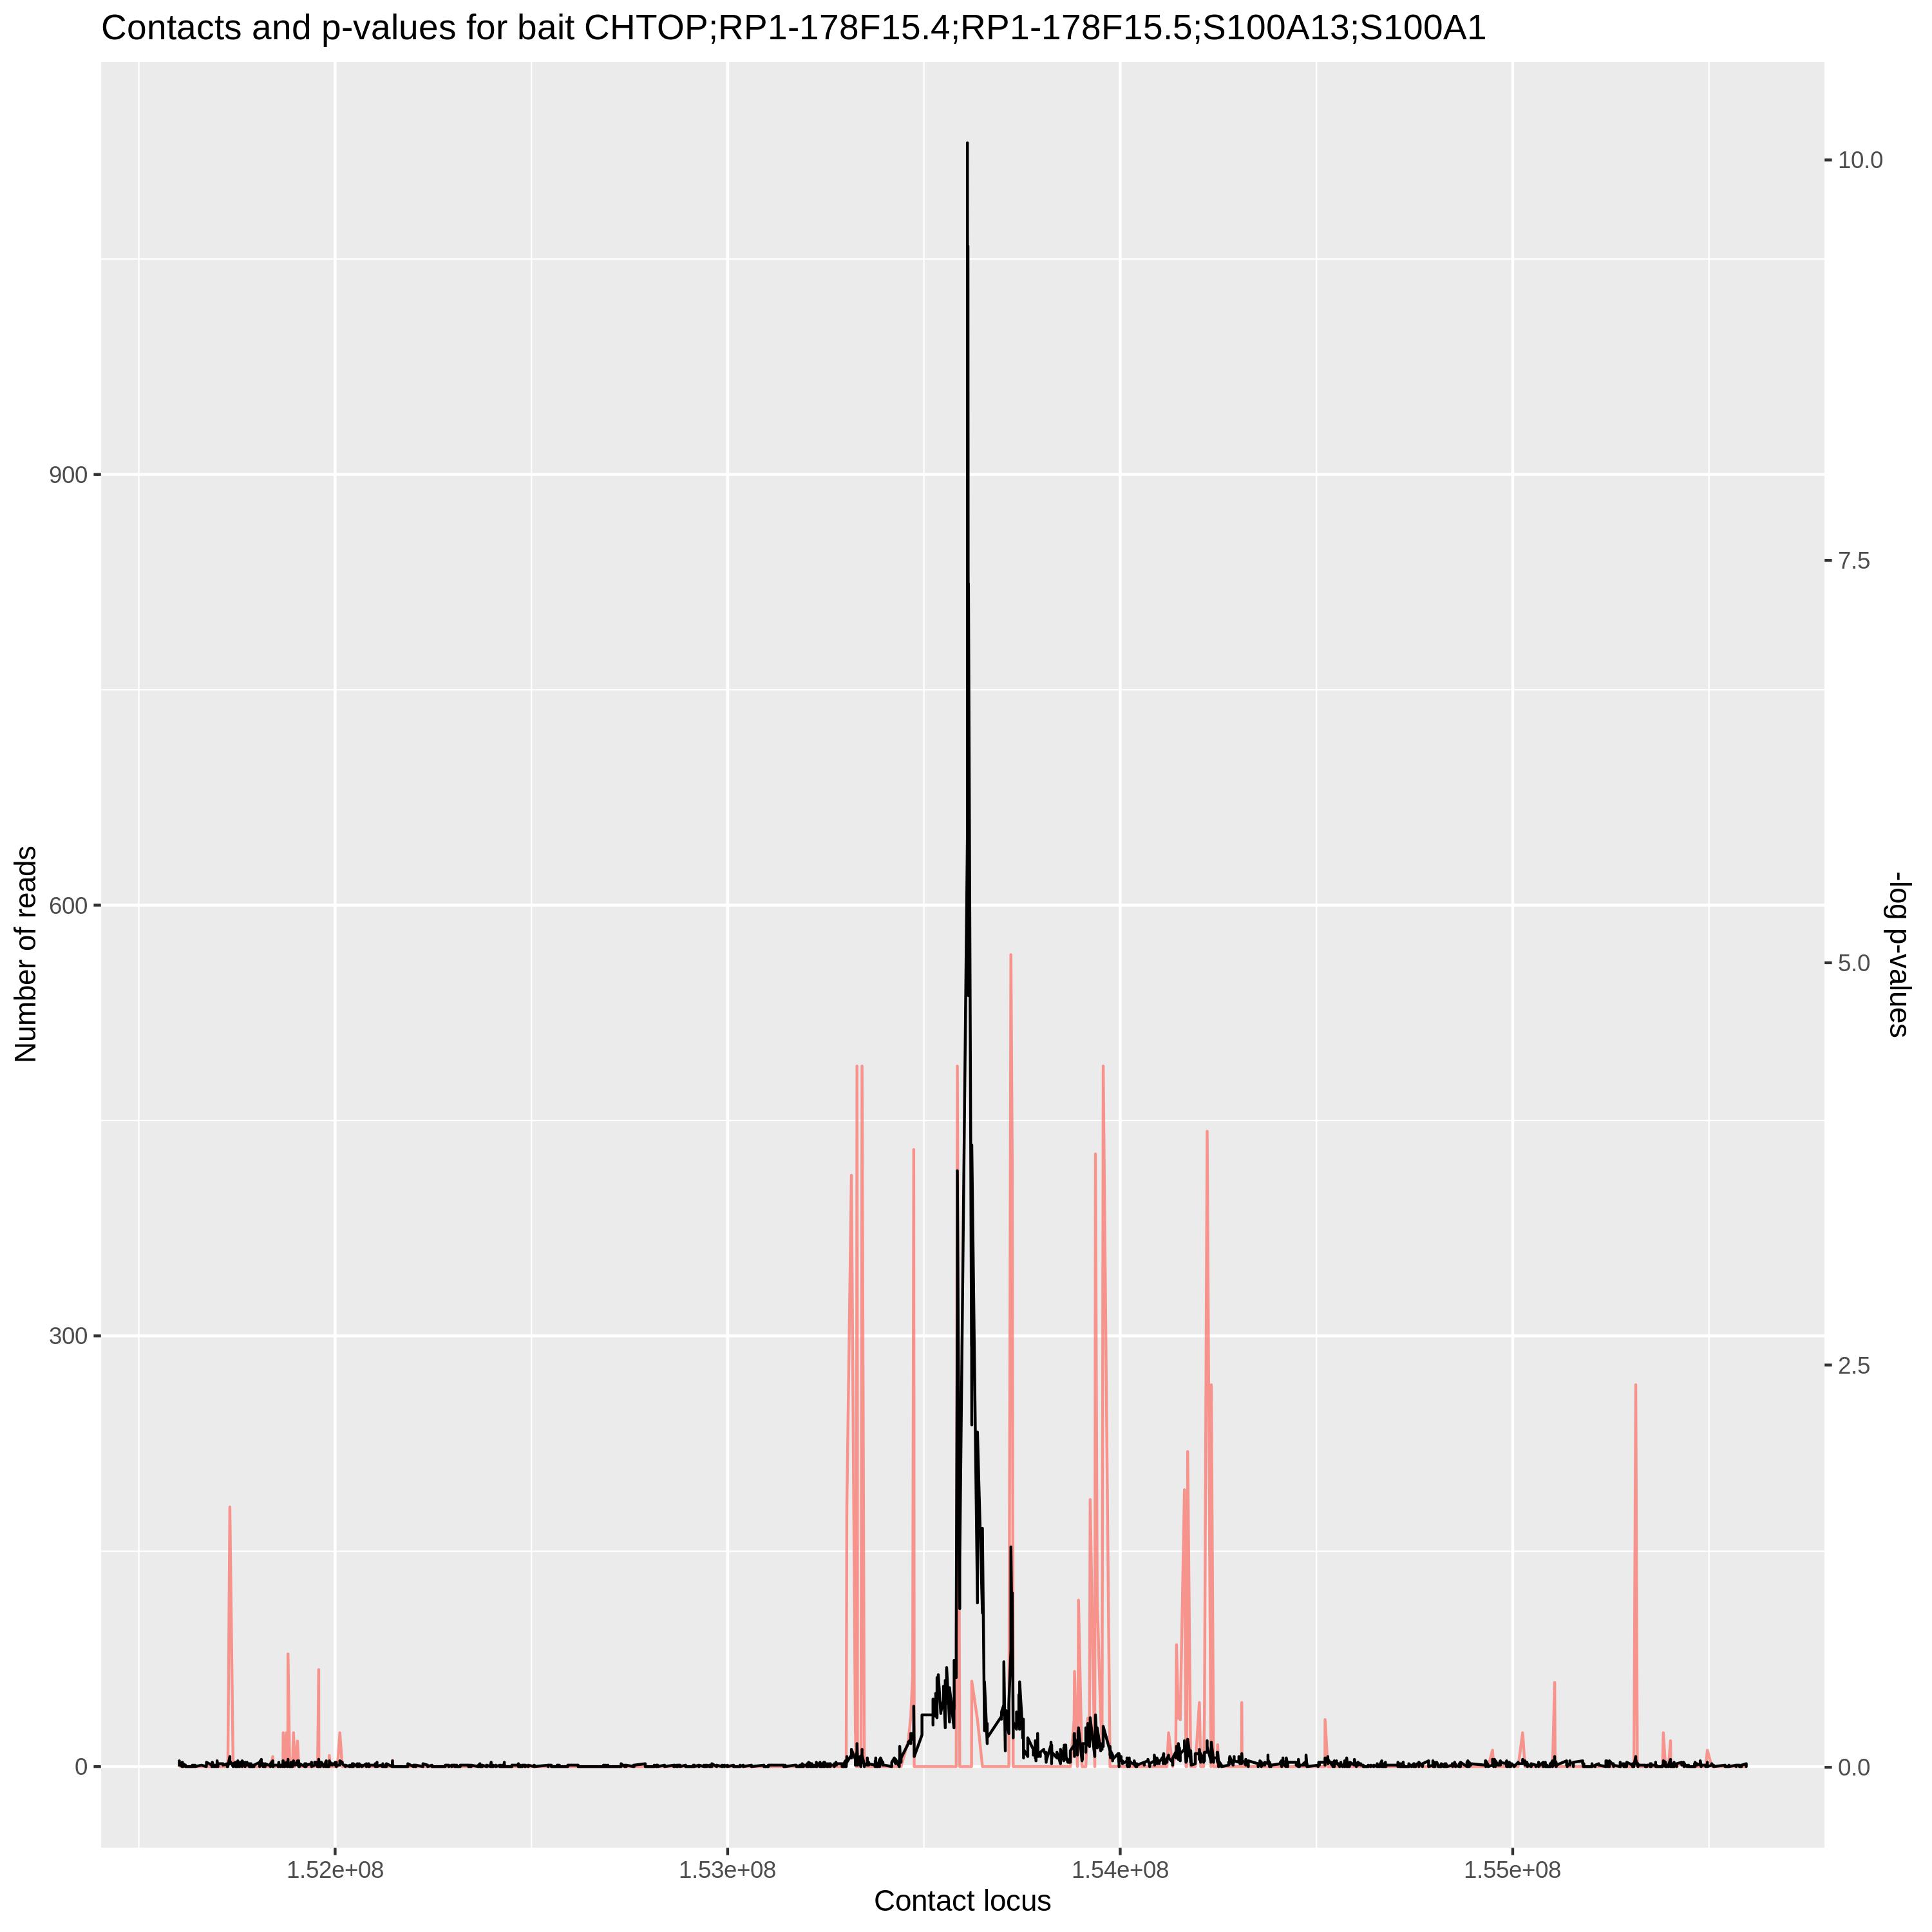 Contacts and p-values for bait CHTOP;RP1-178F15.4;RP1-178F15.5;S100A13;S100A1
Number of reads
900
600
300
0
10.0
7.5
5.0
2.5
0.0
-log p-values
1.52e+08
1.53e+08
1.54e+08
1.55e+08
Contact locus